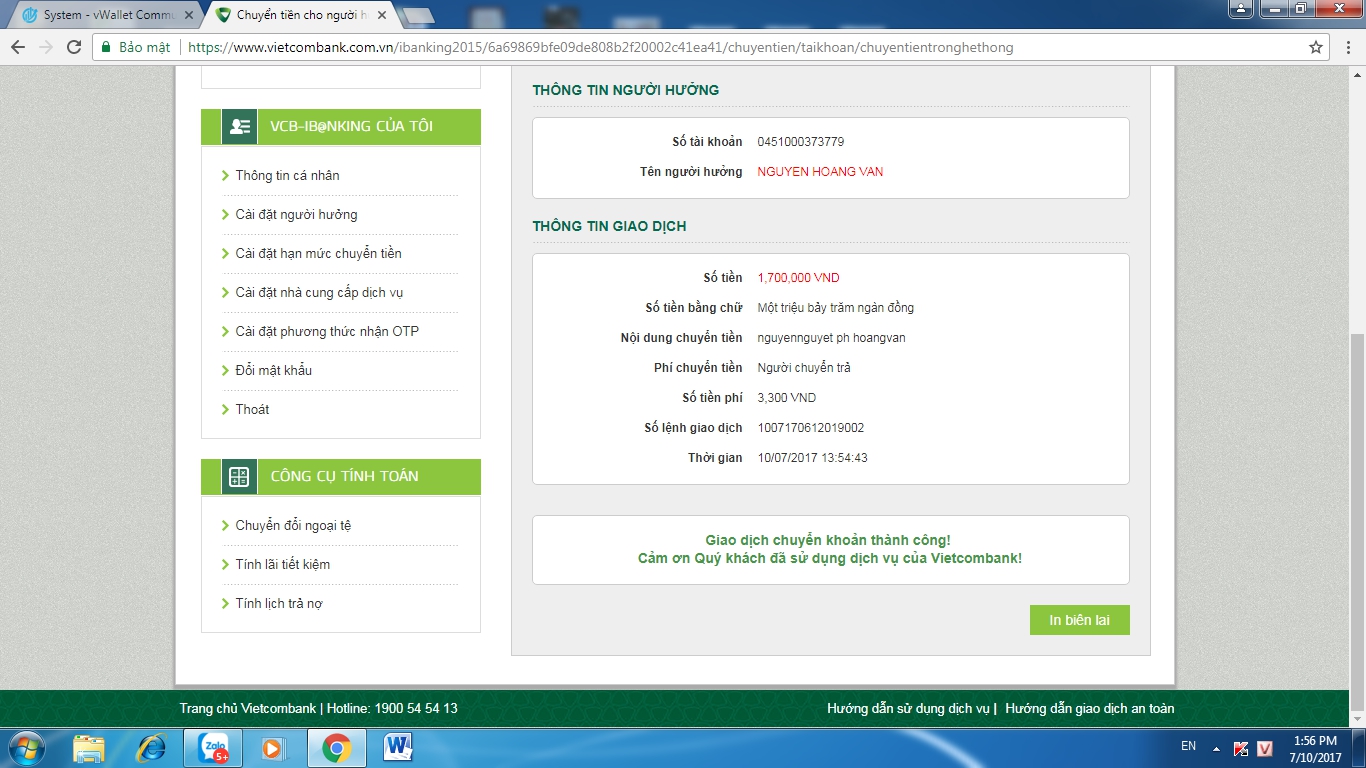 System - vWallet Commu
Chuyển tiền cho người h
Bảo mật
https://www.vietcombank.com.vn/ibanking2015/6a69869bfe09de808b2f20002c41ea41/chuyentien/taikhoan/chuyentientronghethong
VCB-IB@NKING CỦA TÔI
Thông tin cá nhân
Cài đặt người hưởng
Cài đặt hạn mức chuyển tiền
Cài đặt nhà cung cấp dịch vụ
Cài đặt phương thức nhận OTP
Đổi mật khẩu
Thoát
CÔNG CỤ TÍNH TOÁN
Chuyển đổi ngoại tệ
Tính lãi tiết kiệm
Tính lịch trả nợ
THÔNG TIN NGƯỜI HƯỞNG
Số tài khoản 0451000373779
Tên người hưởng NGUYEN HOANG VAN
THÔNG TIN GIAO DỊCH
Số tiền 1,700,000 VND
Số tiền bằng chữ Một triệu bảy trăm ngàn đồng
Nội dung chuyển tiền nguyennguyet ph hoangvan
Phí chuyển tiền Người chuyển trả
Số tiền phí 3,300 VND
Số lệnh giao dịch 1007170612019002
Thời gian 10/07/2017 13:54:43
Giao dịch chuyển khoản thành công!
Cảm ơn Quý khách đã sử dụng dịch vụ của Vietcombank!
In biên lai
Trang chủ Vietcombank | Hotline: 1900 54 54 13
Hướng dẫn sử dụng dịch vụ | Hướng dẫn giao dịch an toàn
Zalo
5+
W
EN
K
V
1:56 PM
7/10/2017